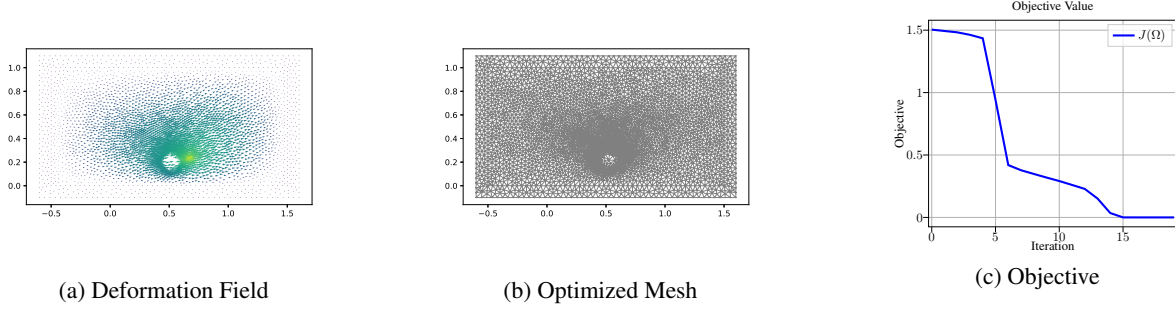 Objective Value
1.0
0.8
0.6
0.4
0.2
0.0
−0.5 0.0 0.5 1.0 1.5
(a) Deformation Field
1.0
0.8
0.6
0.4
0.2
0.0
−0.5 0.0 0.5 1.0 1.5
(b) Optimized Mesh
J(Ω)
Objective
1.5
1
0.5
0
0 5 10 15
Iteration
(c) Objective